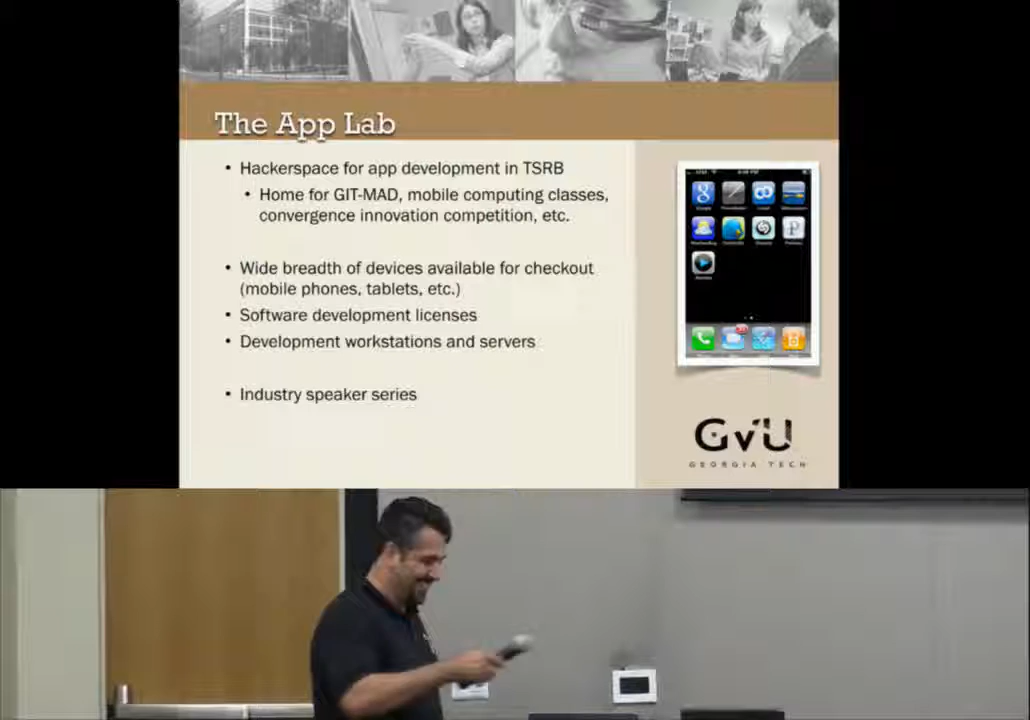 The App Lab
• Hackerspace for app development in TSRB
• Home for GIT-MAD, mobile computing classes,
convergence innovation competition, etc.
• Wide breadth of devices available for checkout
(mobile phones, tablets, etc.)
• Software development licenses
• Development workstations and servers
• Industry speaker series
GVU
GEORGIA TECH